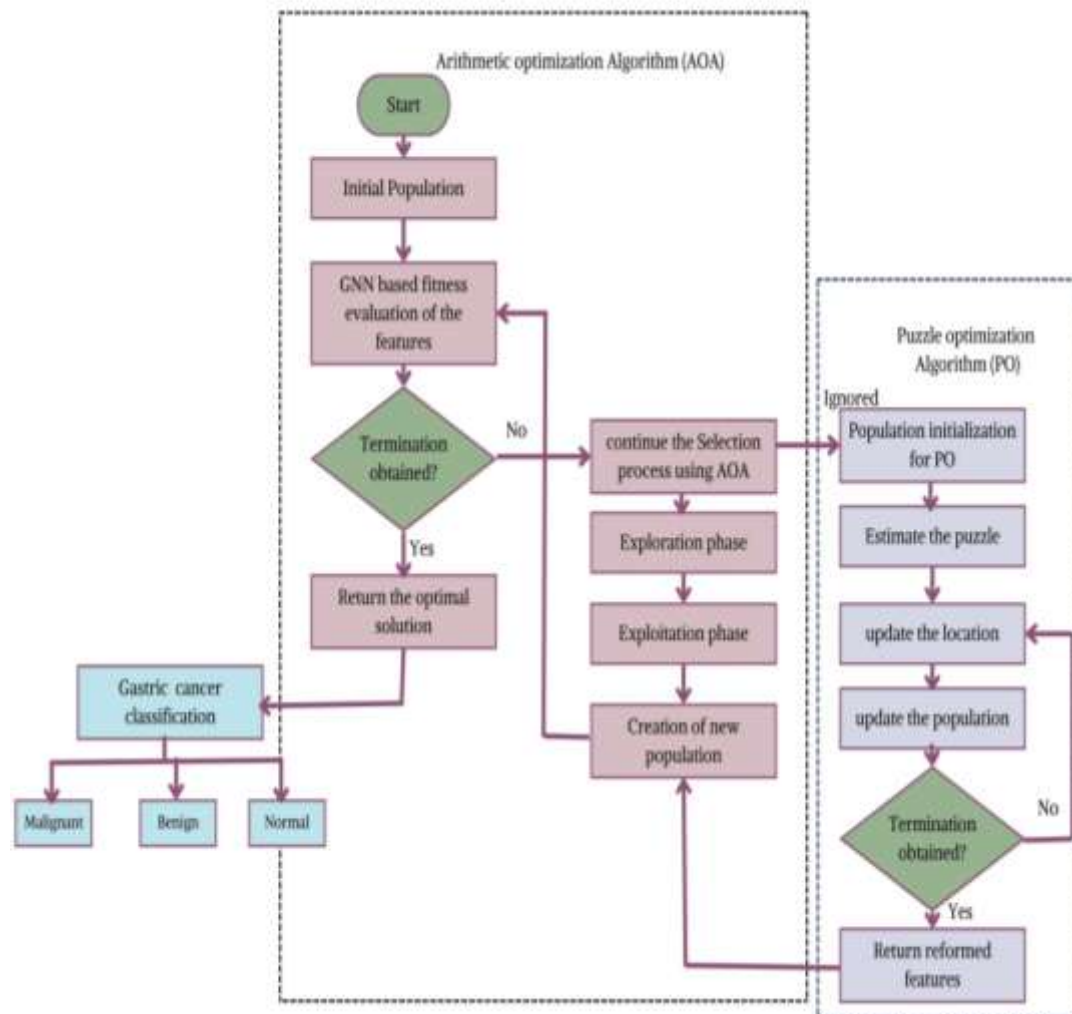 Arithmetic optimization Algorithm (AOA)
Start
Initial Population
GNN based fitness
evaluation of the
features
Termination
obtained?
No
Yes
Return the optimal
solution
Gastric cancer
classification
Malignant
Benign
Normal
continue the Selection
process using AOA
Exploration phase
Exploitation phase
Creation of new
population
Puzzle optimization
Algorithm (PO)
Ignored
Population initialization
for PO
Estimate the puzzle
update the location
update the population
Termination
obtained?
No
Yes
Return reformed
features